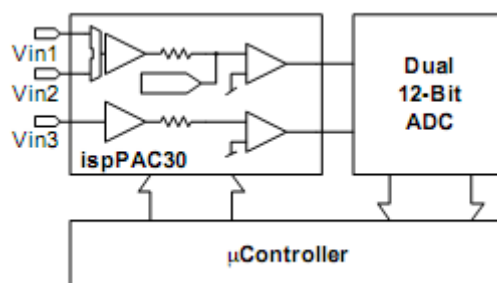 Vin1
Vin2
Vin3
ispPAC30
Dual
12-Bit
ADC
μController